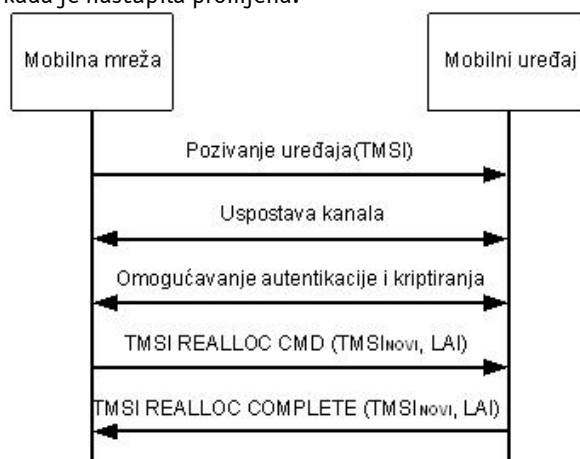 kada je nastupila promjena.
Mobilna mreža
Mobilni uređaj
Pozivanje uređaja(TMSI)
Uspostava kanala
Omogućavanje autentikacije i kriptiranja
TMSI REALLOC CMD (TMSINOVI, LAI)
TMSI REALLOC COMPLETE (TMSINOVI, LAI)